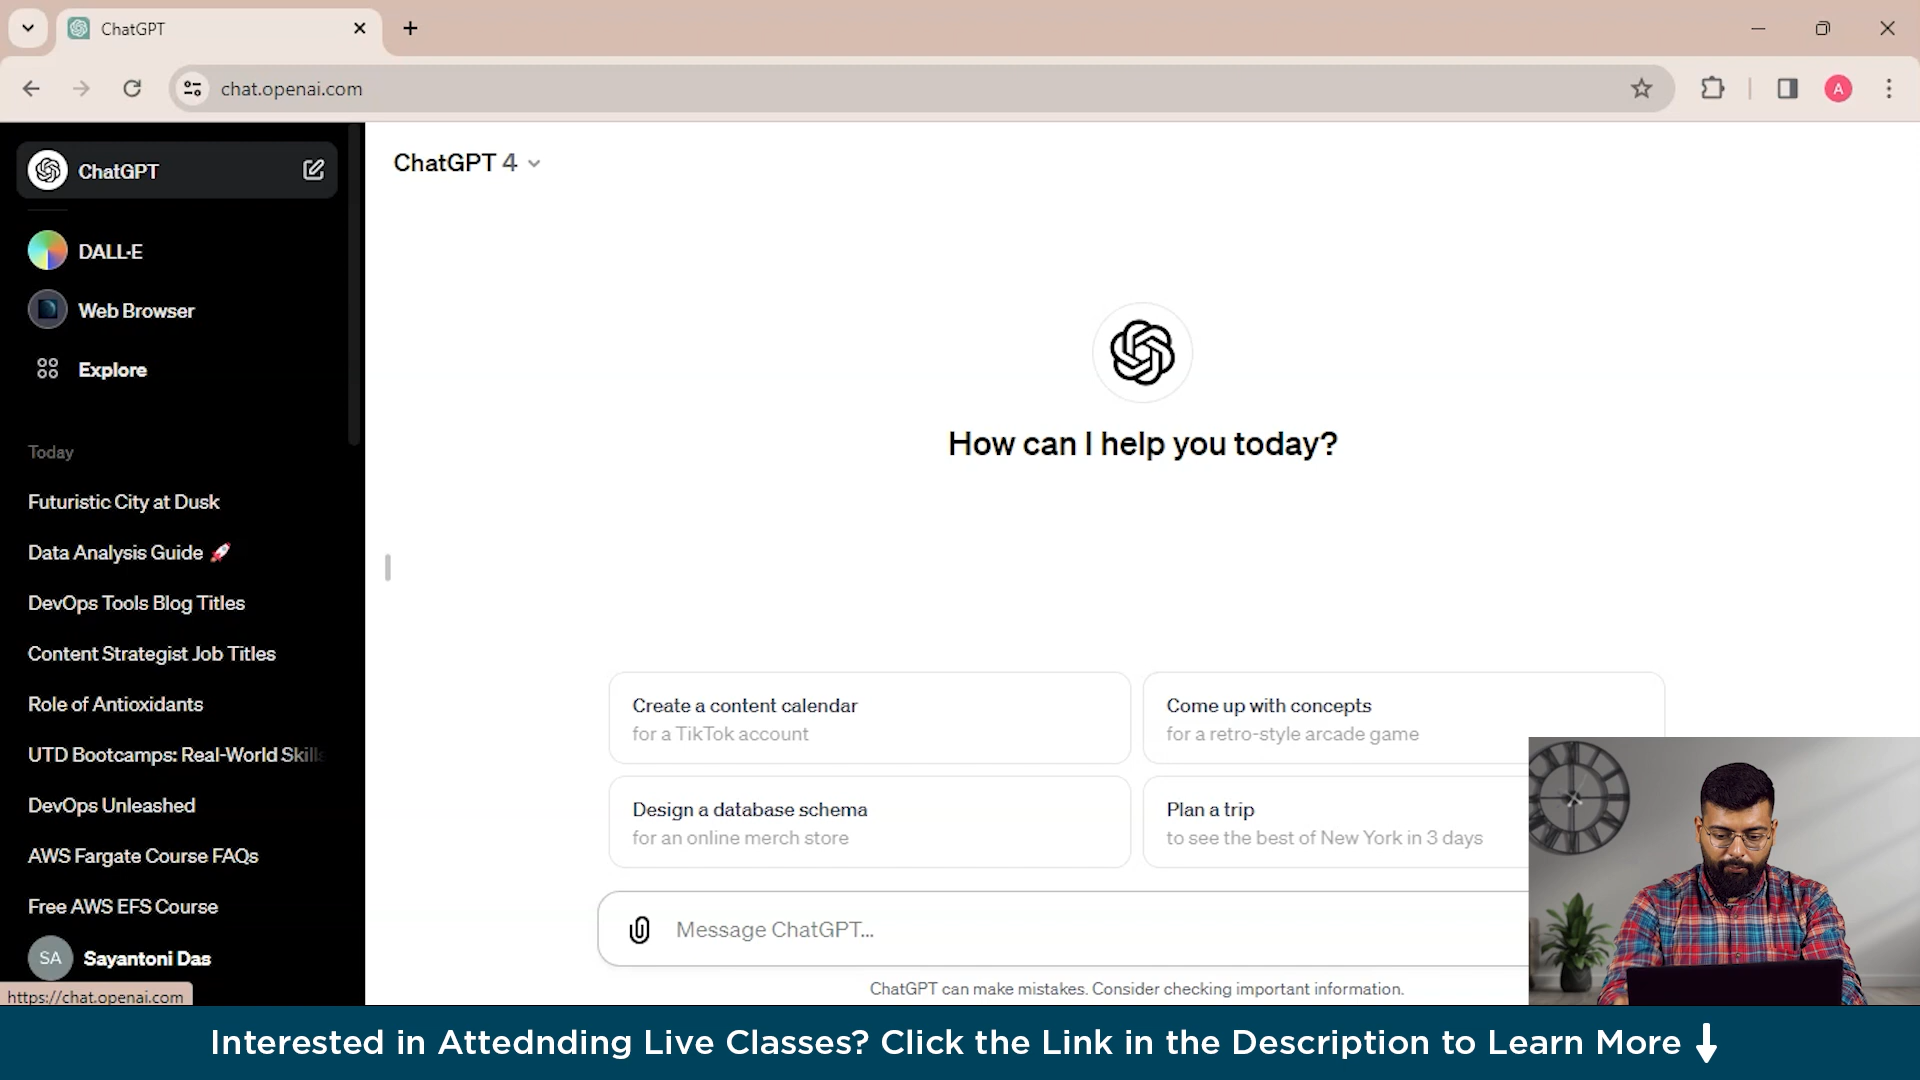 ChatGPT
chat.openai.com
A
ChatGPT
DALL·E
Web Browser
Explore
Today
Futuristic City at Dusk
Data Analysis Guide 🚀
DevOps Tools Blog Titles
Content Strategist Job Titles
Role of Antioxidants
UTD Bootcamps: Real-World Skills
DevOps Unleashed
AWS Fargate Course FAQs
Free AWS EFS Course
SA
Sayantoni Das
https://chat.openai.com
ChatGPT 4
How can I help you today?
Create a content calendar
for a TikTok account
Come up with concepts
for a retro-style arcade game
Design a database schema
for an online merch store
Plan a trip
to see the best of New York in 3 days
Message ChatGPT...
ChatGPT can make mistakes. Consider checking important information.
Interested in Attednding Live Classes? Click the Link in the Description to Learn More